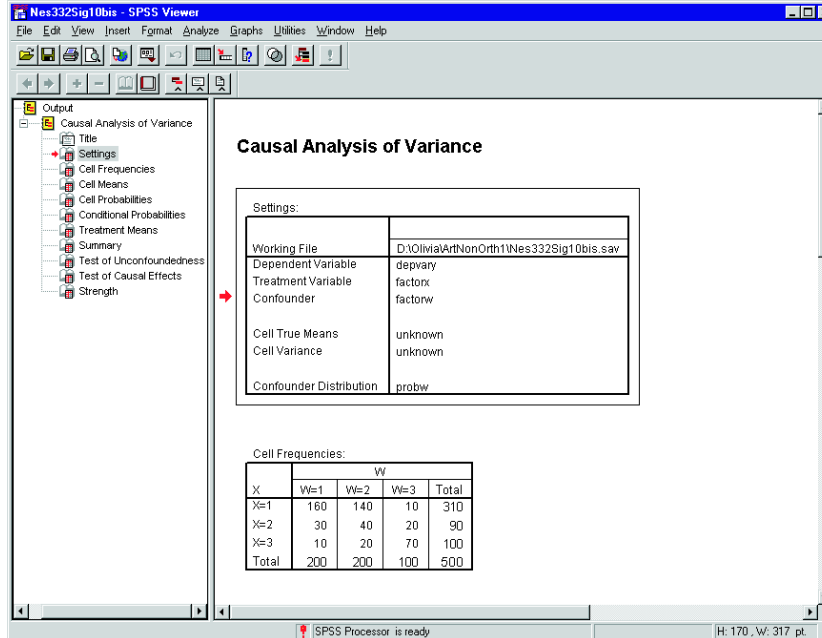 Nes332Sig10bis - SPSS Viewer
File Edit View Insert Format Analyze Graphs Utilities Window Help
Output
Causal Analysis of Variance
Title
Settings
Cell Frequencies
Cell Means
Cell Probabilities
Conditional Probabilities
Treatment Means
Summary
Test of Unconfoundedness
Test of Causal Effects
Strength
Causal Analysis of Variance
Settings:
Working File D:\Olivia\ArtNonOrth1\Nes332Sig10bis.sav
Dependent Variable depvary
Treatment Variable factorx
Confounder factorw
Cell True Means unknown
Cell Variance unknown
Confounder Distribution probw
Cell Frequencies:
W
X W=1 W=2 W=3 Total
X=1 160 140 10 310
X=2 30 40 20 90
X=3 10 20 70 100
Total 200 200 100 500
SPSS Processor is ready
H: 170 , W: 317 pt.